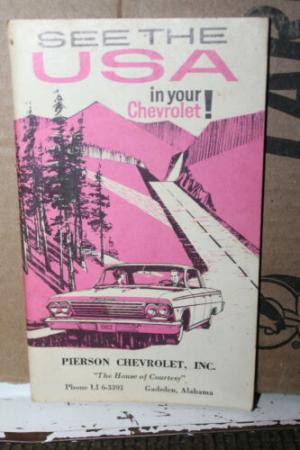 SEE THE
USA
in your
Chevrolet!
PIERSON CHEVROLET, INC.
"The House of Courtesy"
Phone LI 6-3391 Gadsden, Alabama